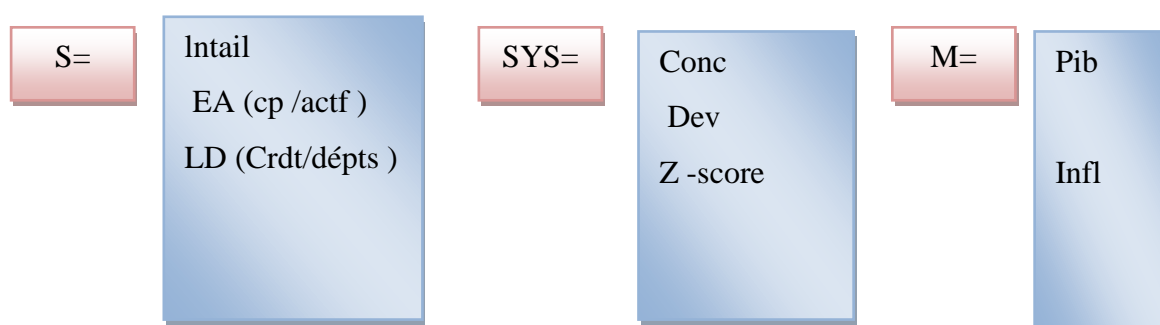 S=
lntail
EA (cp /actf )
LD (Crdt/dépts )
SYS=
Conc
Dev
Z -score
M=
Pib
Infl